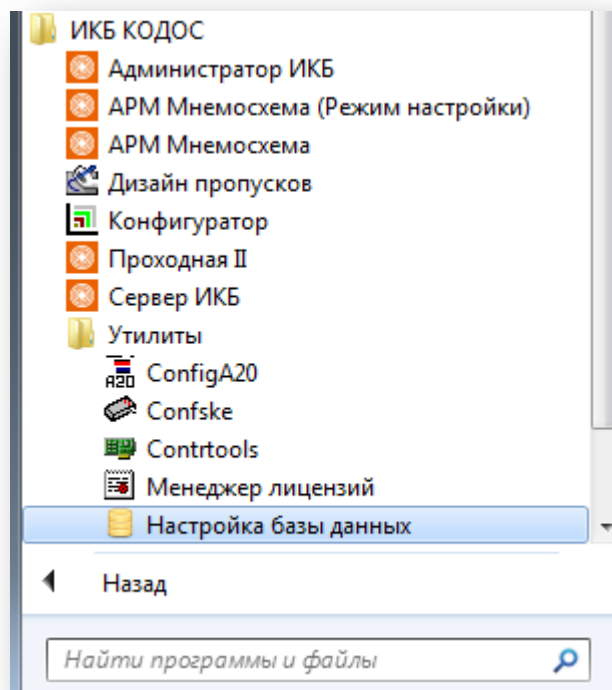 ИКБ КОДОС
Администратор ИКБ
АРМ Мнемосхема (Режим настройки)
АРМ Мнемосхема
Дизайн пропусков
Конфигуратор
Проходная II
Сервер ИКБ
Утилиты
A20 ConfigA20
Confske
Contrtools
Менеджер лицензий
Настройка базы данных
Назад
Найти программы и файлы